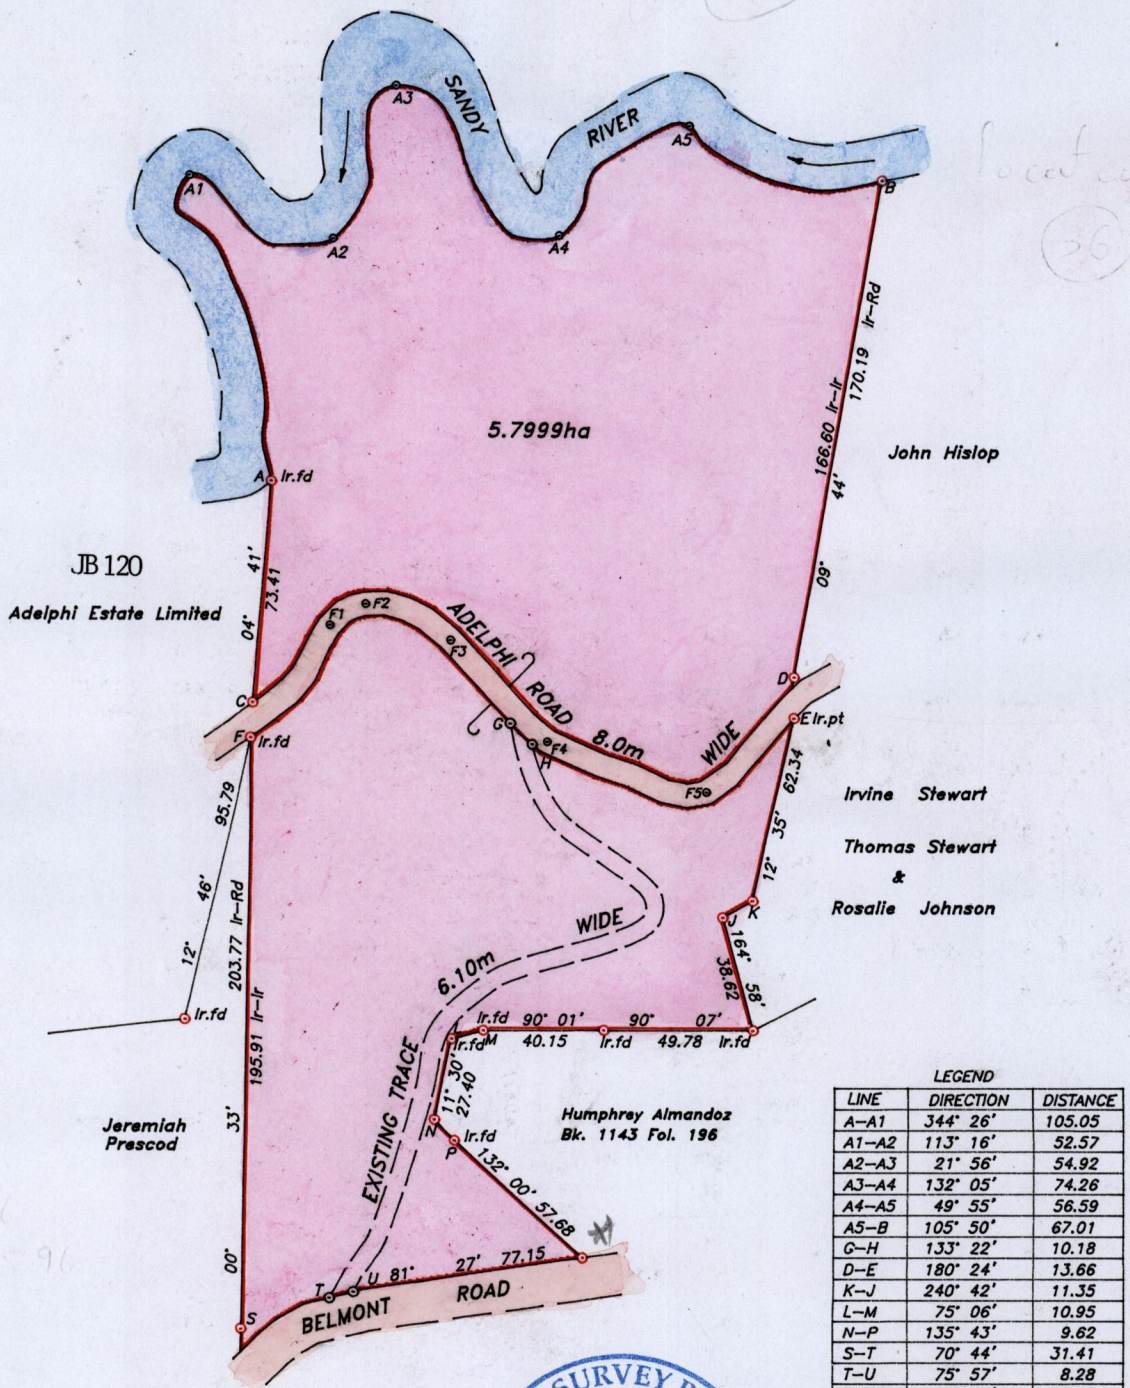 SANDY
RIVER
A3
A5
A1
B
A2
A4
locat
36
170.19 Ir-Rd
166.60 Ir-Ir
09° 44'
5.7999ha
John Hislop
A Ir.fd
JB 120
Adelphi Estate Limited
04° 41'
73.41
F1
F2
F3
ADELPHI ROAD 8.0m WIDE
C
D
F Ir.fd
G
H
F4
F5
E Ir.pt
95.79
12° 46'
62.34
12° 35'
Irvine Stewart
Thomas Stewart
&
Rosalie Johnson
203.77 Ir-Rd
195.91 Ir-Ir
00° 33'
K
J
164° 58'
38.62
6.10m WIDE
EXISTING TRACE
Ir.fd
Ir.fd 90° 01' 90° 07'
Ir.fd M 40.15 Ir.fd 49.78 Ir.fd
11° 30'
27.40
Jeremiah
Prescod
Humphrey Almandoz
Bk. 1143 Fol. 196
N
Ir.fd
P
132° 00' 57.68
96
S
T
U
81° 27' 77.15
BELMONT ROAD
LEGEND
LINE DIRECTION DISTANCE
A-A1 344° 26' 105.05
A1-A2 113° 16' 52.57
A2-A3 21° 56' 54.92
A3-A4 132° 05' 74.26
A4-A5 49° 55' 56.59
A5-B 105° 50' 67.01
G-H 133° 22' 10.18
D-E 180° 24' 13.66
K-J 240° 42' 11.35
L-M 75° 06' 10.95
N-P 135° 43' 9.62
S-T 70° 44' 31.41
T-U 75° 57' 8.28
SURVEY